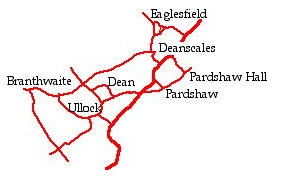 Eaglesfield
Deanscales
Branthwaite
Dean
Pardshaw Hall
Pardshaw
Ullock